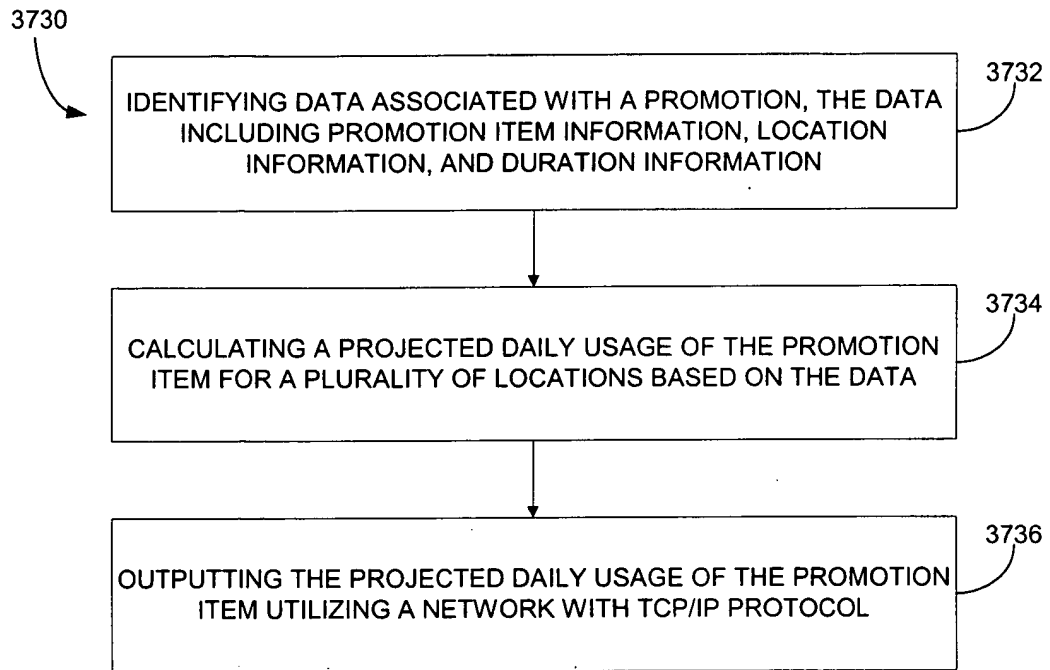 3730
3732
IDENTIFYING DATA ASSOCIATED WITH A PROMOTION, THE DATA
INCLUDING PROMOTION ITEM INFORMATION, LOCATION
INFORMATION, AND DURATION INFORMATION
3734
CALCULATING A PROJECTED DAILY USAGE OF THE PROMOTION
ITEM FOR A PLURALITY OF LOCATIONS BASED ON THE DATA
3736
OUTPUTTING THE PROJECTED DAILY USAGE OF THE PROMOTION
ITEM UTILIZING A NETWORK WITH TCP/IP PROTOCOL